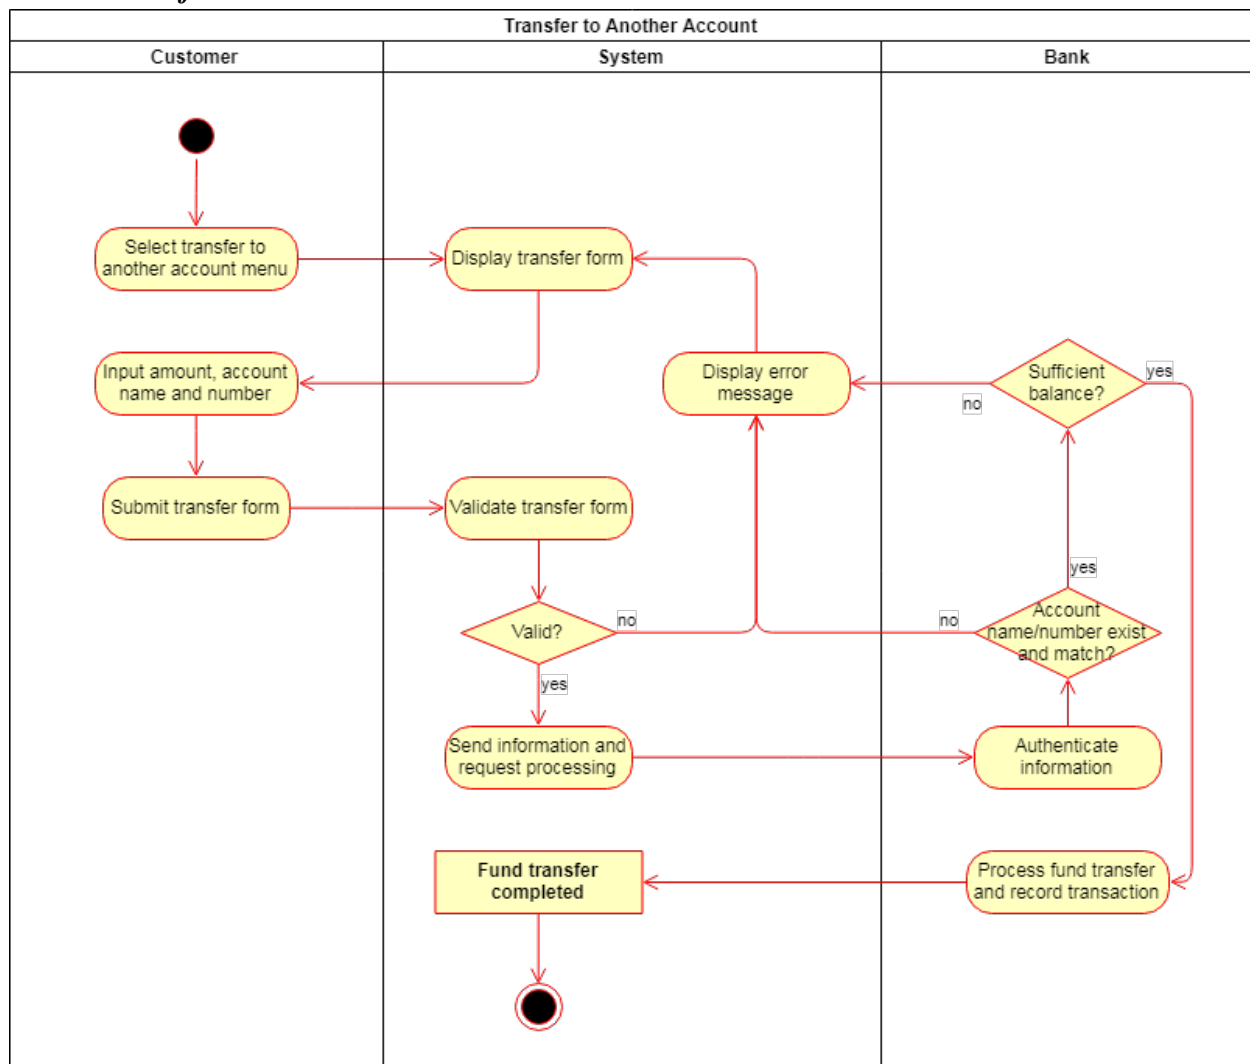 Transfer to Another Account
Customer
System
Bank
Select transfer to
another account menu
Display transfer form
Input amount, account
name and number
Display error
message
Sufficient
balance?
yes
no
Submit transfer form
Validate transfer form
yes
Valid?
no
no
Account
name/number exist
and match?
yes
Send information and
request processing
Authenticate
information
Fund transfer
completed
Process fund transfer
and record transaction